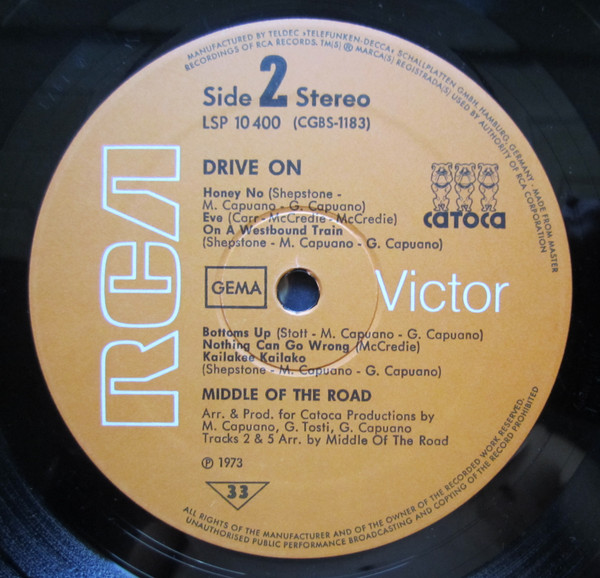 MANUFACTURED BY TELDEC »TELEFUNKEN-DECCA« SCHALLPLATTEN GMBH, HAMBURG, GERMANY · MADE FROM MASTER
RECORDINGS OF RCA RECORDS. TM(S) ® MARCA(S) REGISTRADA(S) USED BY AUTHORITY OF RCA CORPORATION
Side 2 Stereo
LSP 10 400 (CGBS-1183)
DRIVE ON
Honey No (Shepstone -
M. Capuano - G. Capuano)
Eve (Carr - McCredie - McCredie)
On A Westbound Train
(Shepstone - M. Capuano - G. Capuano)
CATOCA
RCA
GEMA
Victor
Bottoms Up (Stott - M. Capuano - G. Capuano)
Nothing Can Go Wrong (McCredie)
Kailakee Kailako
(Shepstone - M. Capuano - G. Capuano)
MIDDLE OF THE ROAD
Arr. & Prod. for Catoca Productions by
M. Capuano, G. Tosti, G. Capuano
Tracks 2 & 5 Arr. by Middle Of The Road
℗ 1973
33
ALL RIGHTS OF THE MANUFACTURER AND OF THE OWNER OF THE RECORDED WORK RESERVED.
UNAUTHORISED PUBLIC PERFORMANCE BROADCASTING AND COPYING OF THE RECORD PROHIBITED